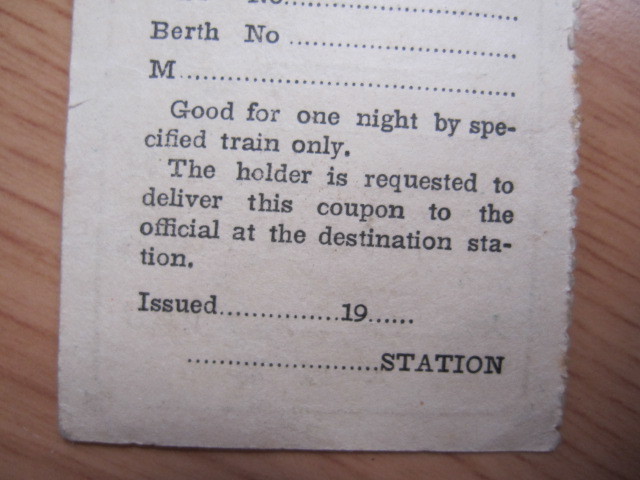 No..............................
Berth No ..............................
M.............................................
Good for one night by spe-
cified train only.
The holder is requested to
deliver this coupon to the
official at the destination sta-
tion.
Issued...............19......
........................STATION